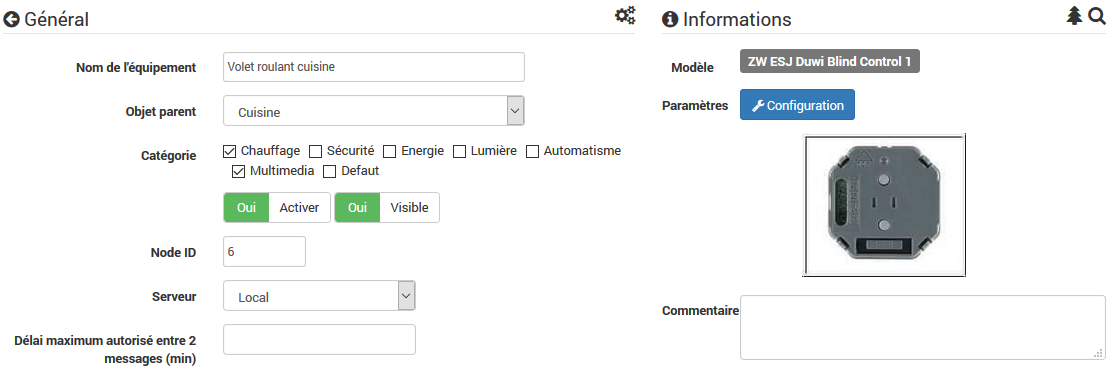 Général
Nom de l'équipement
Volet roulant cuisine
Objet parent
Cuisine
Catégorie
Chauffage Sécurité Energie Lumière Automatisme
Multimedia Defaut
Oui Activer Oui Visible
Node ID
6
Serveur
Local
Délai maximum autorisé entre 2
messages (min)
Informations
Modèle
ZW ESJ Duwi Blind Control 1
Paramètres
Configuration
Commentaire